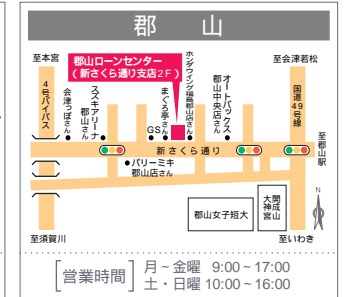 郡 山
至本宮
至会津若松
郡山ローンセンター
(新さくら通り支店2F)
4号バイパス
会津っぽさん
スズキアリーナ
郡山さん
まぐろ亭さん
GS
ホンダウイング福島郡山店さん
オートバックス
郡山中央店さん
国道49号線
至郡山駅
新さくら通り
パリーミキ
郡山店さん
郡山女子短大
開成山
大神宮
N
至須賀川
至いわき
営業時間
月~金曜 9:00~17:00
土・日曜 10:00~16:00